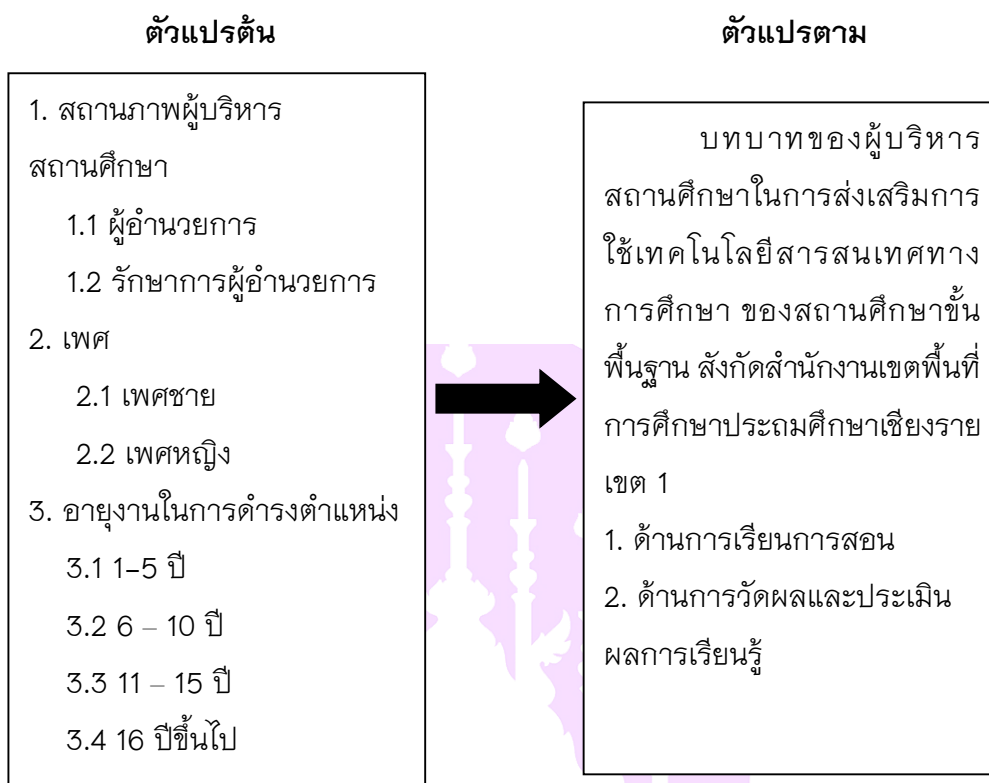 ตัวแปรต้น
1. สถานภาพผู้บริหาร
สถานศึกษา
1.1 ผู้อำนวยการ
1.2 รักษาการผู้อำนวยการ
2. เพศ
2.1 เพศชาย
2.2 เพศหญิง
3. อายุงานในการดำรงตำแหน่ง
3.1 1–5 ปี
3.2 6 – 10 ปี
3.3 11 – 15 ปี
3.4 16 ปีขึ้นไป
ตัวแปรตาม
บทบาทของผู้บริหาร
สถานศึกษาในการส่งเสริมการ
ใช้เทคโนโลยีสารสนเทศทาง
การศึกษา ของสถานศึกษาขั้น
พื้นฐาน สังกัดสำนักงานเขตพื้นที่
การศึกษาประถมศึกษาเชียงราย
เขต 1
1. ด้านการเรียนการสอน
2. ด้านการวัดผลและประเมิน
ผลการเรียนรู้